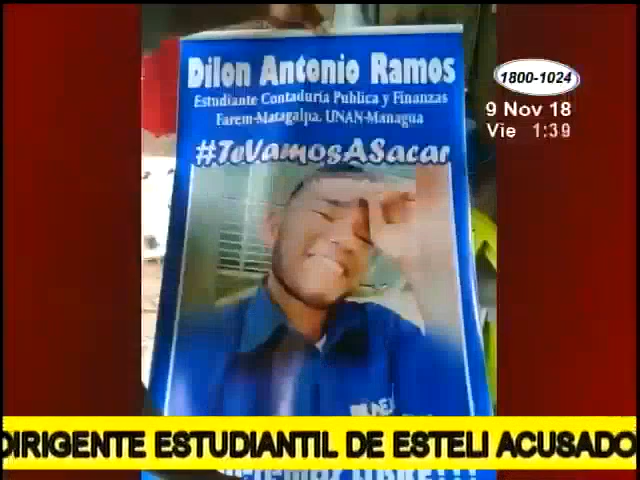 Dilon Antonio Ramos
Estudiante Contaduría Publica y Finanzas
Farem-Matagalpa. UNAN-Managua
#TeVamosASacar
1800-1024
9 Nov 18
Vie 1:39
DIRIGENTE ESTUDIANTIL DE ESTELI ACUSADO